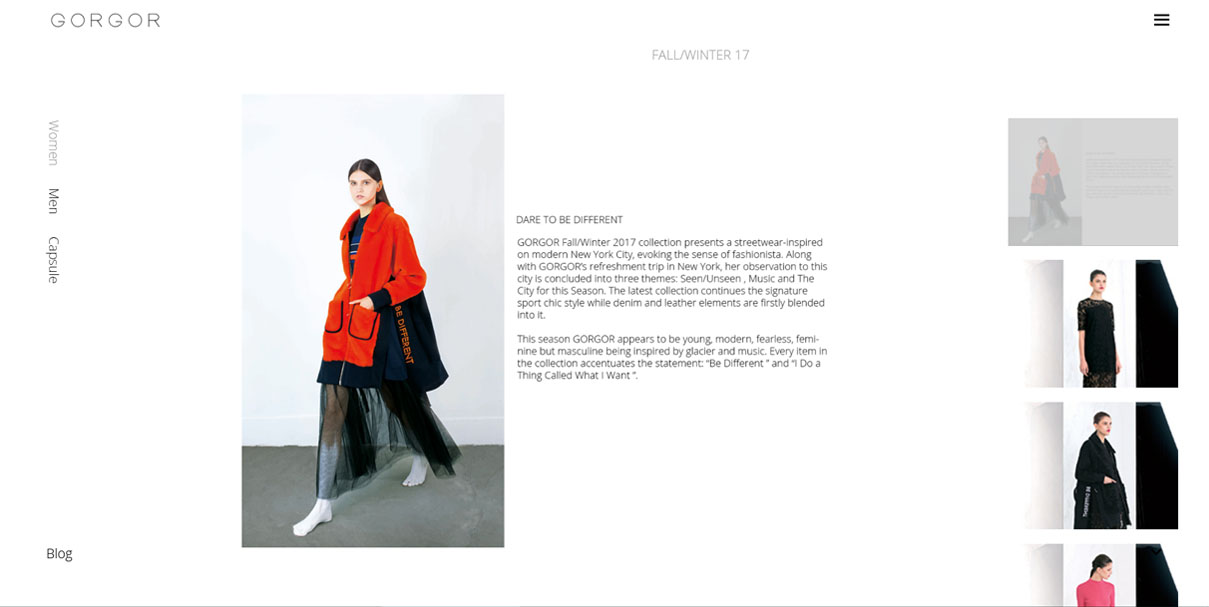 GORGOR
FALL/WINTER 17
Women
Men
Capsule
BE DIFFERENT
DARE TO BE DIFFERENT
GORGOR Fall/Winter 2017 collection presents a streetwear-inspired
on modern New York City, evoking the sense of fashionista. Along
with GORGOR's refreshment trip in New York, her observation to this
city is concluded into three themes: Seen/Unseen , Music and The
City for this Season. The latest collection continues the signature
sport chic style while denim and leather elements are firstly blended
into it.
This season GORGOR appears to be young, modern, fearless, femi-
nine but masculine being inspired by glacier and music. Every item in
the collection accentuates the statement: “Be Different ” and “I Do a
Thing Called What I Want ”.
Blog